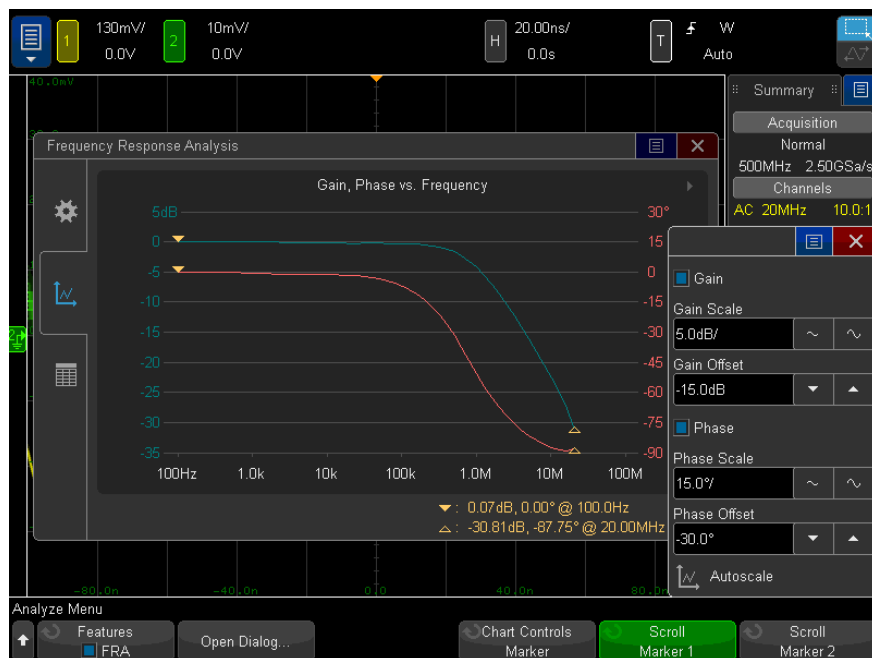 1 130mV/ 2 10mV/ H 20.00ns/ T W
0.0V 0.0V 0.0s Auto
40.0mV
Summary
Acquisition
Normal
500MHz 2.50GSa/s
Channels
AC 20MHz 10.0:1
Frequency Response Analysis
Gain, Phase vs. Frequency
5dB 30°
0 15
-5 0
-10 -15
-15 -30
-20 -45
-25 -60
-30 -75
-35 -90
100Hz 1.0k 10k 100k 1.0M 10M 100M
: 0.07dB, 0.00° @ 100.0Hz
: -30.81dB, -87.75° @ 20.00MHz
Gain
Gain Scale
5.0dB/
Gain Offset
-15.0dB
Phase
Phase Scale
15.0°/
Phase Offset
-30.0°
Autoscale
2
-80.0n -40.0n 0.0 40.0n 80.0n
Analyze Menu
Features
FRA
Open Dialog...
Chart Controls
Marker
Scroll
Marker 1
Scroll
Marker 2